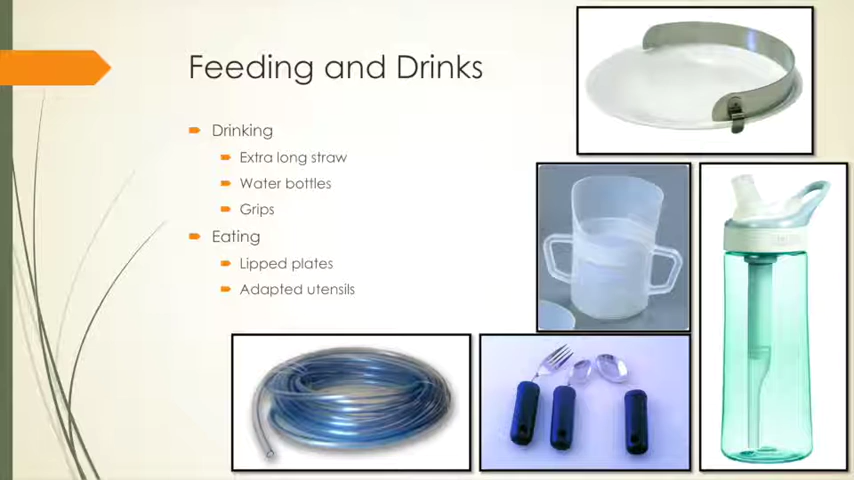 Feeding and Drinks
Drinking
Extra long straw
Water bottles
Grips
Eating
Lipped plates
Adapted utensils